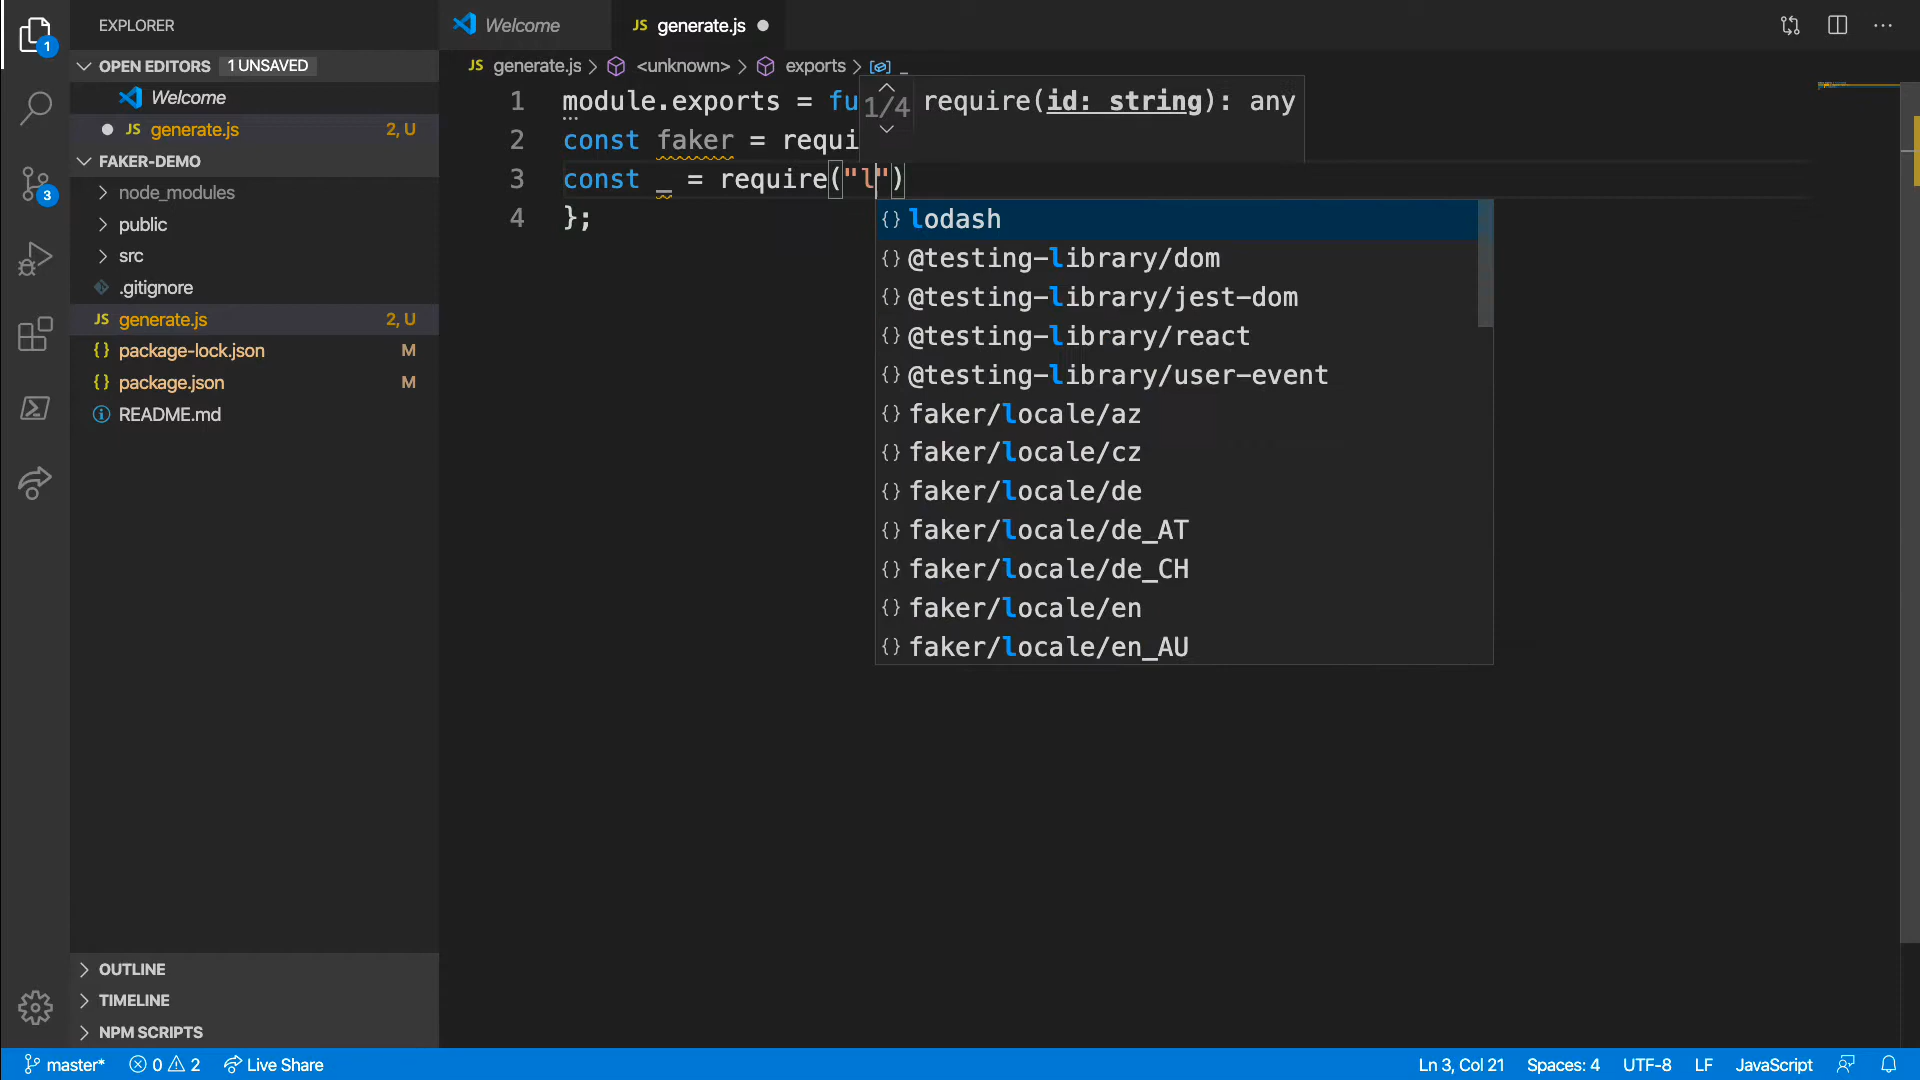 EXPLORER
Welcome
JS generate.js
1
OPEN EDITORS 1 UNSAVED
Welcome
JS generate.js 2, U
FAKER-DEMO
node_modules
public
3
src
.gitignore
JS generate.js 2, U
{} package-lock.json M
{} package.json M
README.md
OUTLINE
TIMELINE
NPM SCRIPTS
JS generate.js > <unknown> > exports > _
1 module.exports = fu
2 const faker = requi
3 const _ = require("l")
4 };
1/4 require(id: string): any
{} lodash
{} @testing-library/dom
{} @testing-library/jest-dom
{} @testing-library/react
{} @testing-library/user-event
{} faker/locale/az
{} faker/locale/cz
{} faker/locale/de
{} faker/locale/de_AT
{} faker/locale/de_CH
{} faker/locale/en
{} faker/locale/en_AU
master* 0 2 Live Share Ln 3, Col 21 Spaces: 4 UTF-8 LF JavaScript